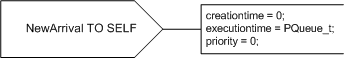 NewArrival TO SELF
creationtime = 0;
executiontime = PQueue_t;
priority = 0;